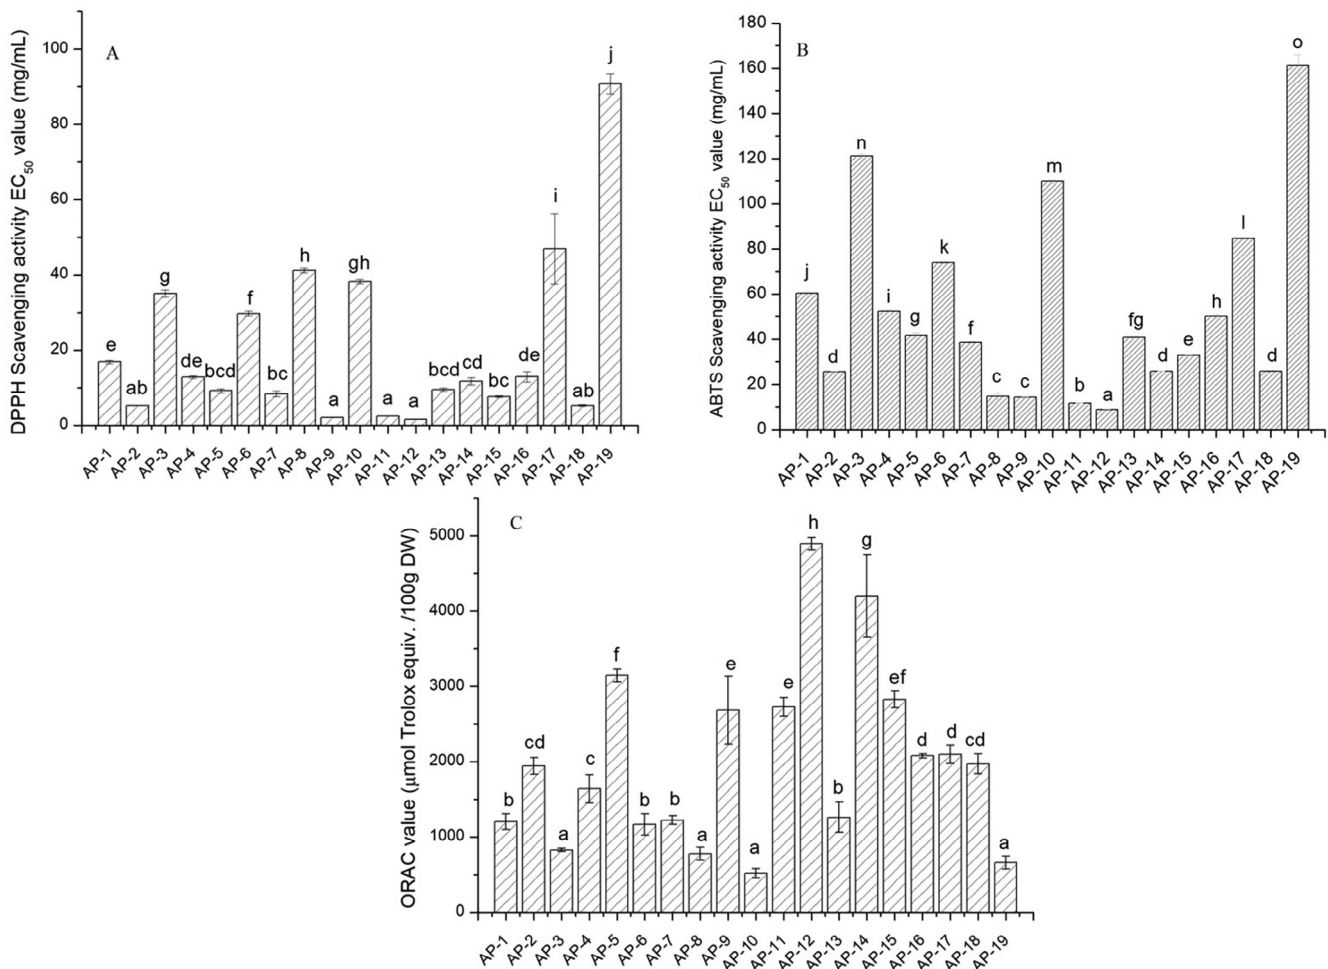 A
DPPH Scavenging activity EC50 value (mg/mL)
100
80
60
40
20
0
e
ab
g
de
bcd
f
bc
h
a
gh
a
a
bcd
cd
bc
de
i
ab
j
AP-1
AP-2
AP-3
AP-4
AP-5
AP-6
AP-7
AP-8
AP-9
AP-10
AP-11
AP-12
AP-13
AP-14
AP-15
AP-16
AP-17
AP-18
AP-19
B
ABTS Scavenging activity EC50 value (mg/mL)
180
160
140
120
100
80
60
40
20
0
j
d
n
i
g
k
f
c
c
m
b
a
fg
d
e
h
l
d
o
AP-1
AP-2
AP-3
AP-4
AP-5
AP-6
AP-7
AP-8
AP-9
AP-10
AP-11
AP-12
AP-13
AP-14
AP-15
AP-16
AP-17
AP-18
AP-19
C
ORAC value (μmol Trolox equiv. /100g DW)
5000
4000
3000
2000
1000
0
b
cd
a
c
f
b
b
a
e
a
e
h
b
g
ef
d
d
cd
a
AP-1
AP-2
AP-3
AP-4
AP-5
AP-6
AP-7
AP-8
AP-9
AP-10
AP-11
AP-12
AP-13
AP-14
AP-15
AP-16
AP-17
AP-18
AP-19